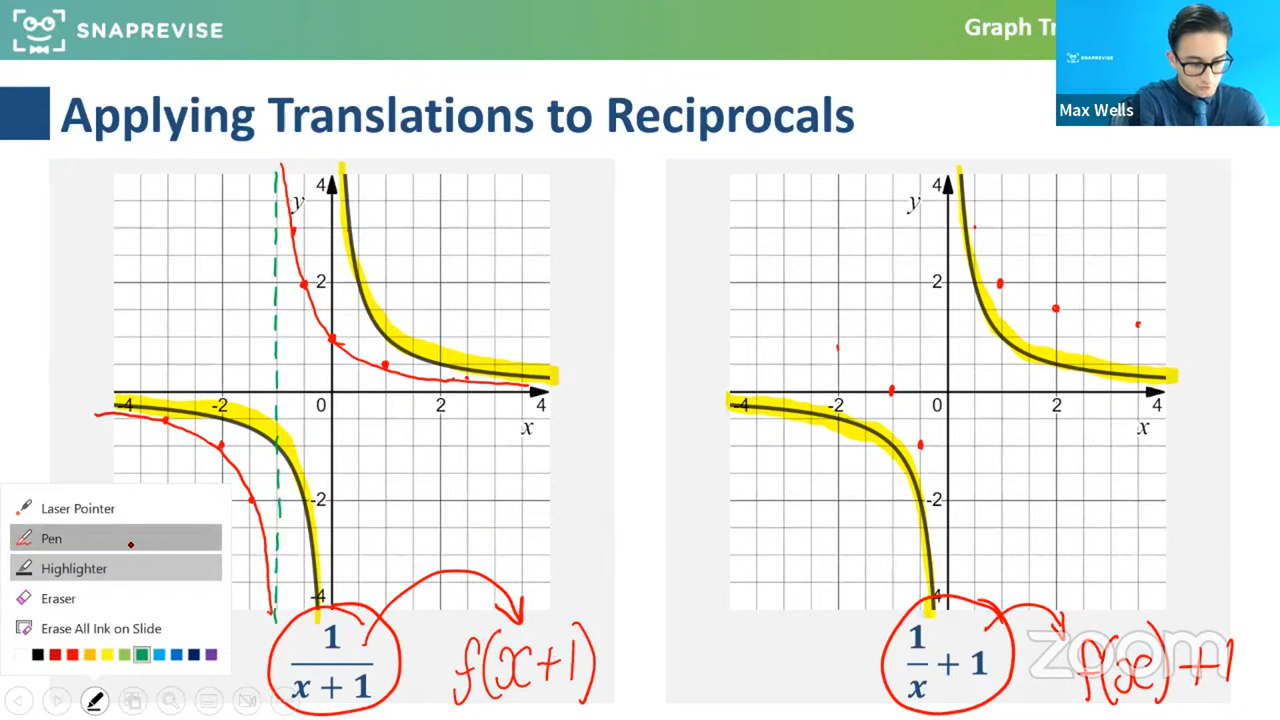 SNAPREVISE
Graph Tr
SNAPREVISE
Max Wells
Applying Translations to Reciprocals
4
y
2
-4
-2
0
2
4
x
-2
-4
4
y
2
-4
-2
0
2
4
x
-2
4
Laser Pointer
Pen
Highlighter
Eraser
Erase All Ink on Slide
1
x + 1
f(x+1)
1
x
+ 1
f(x)+1
zoom